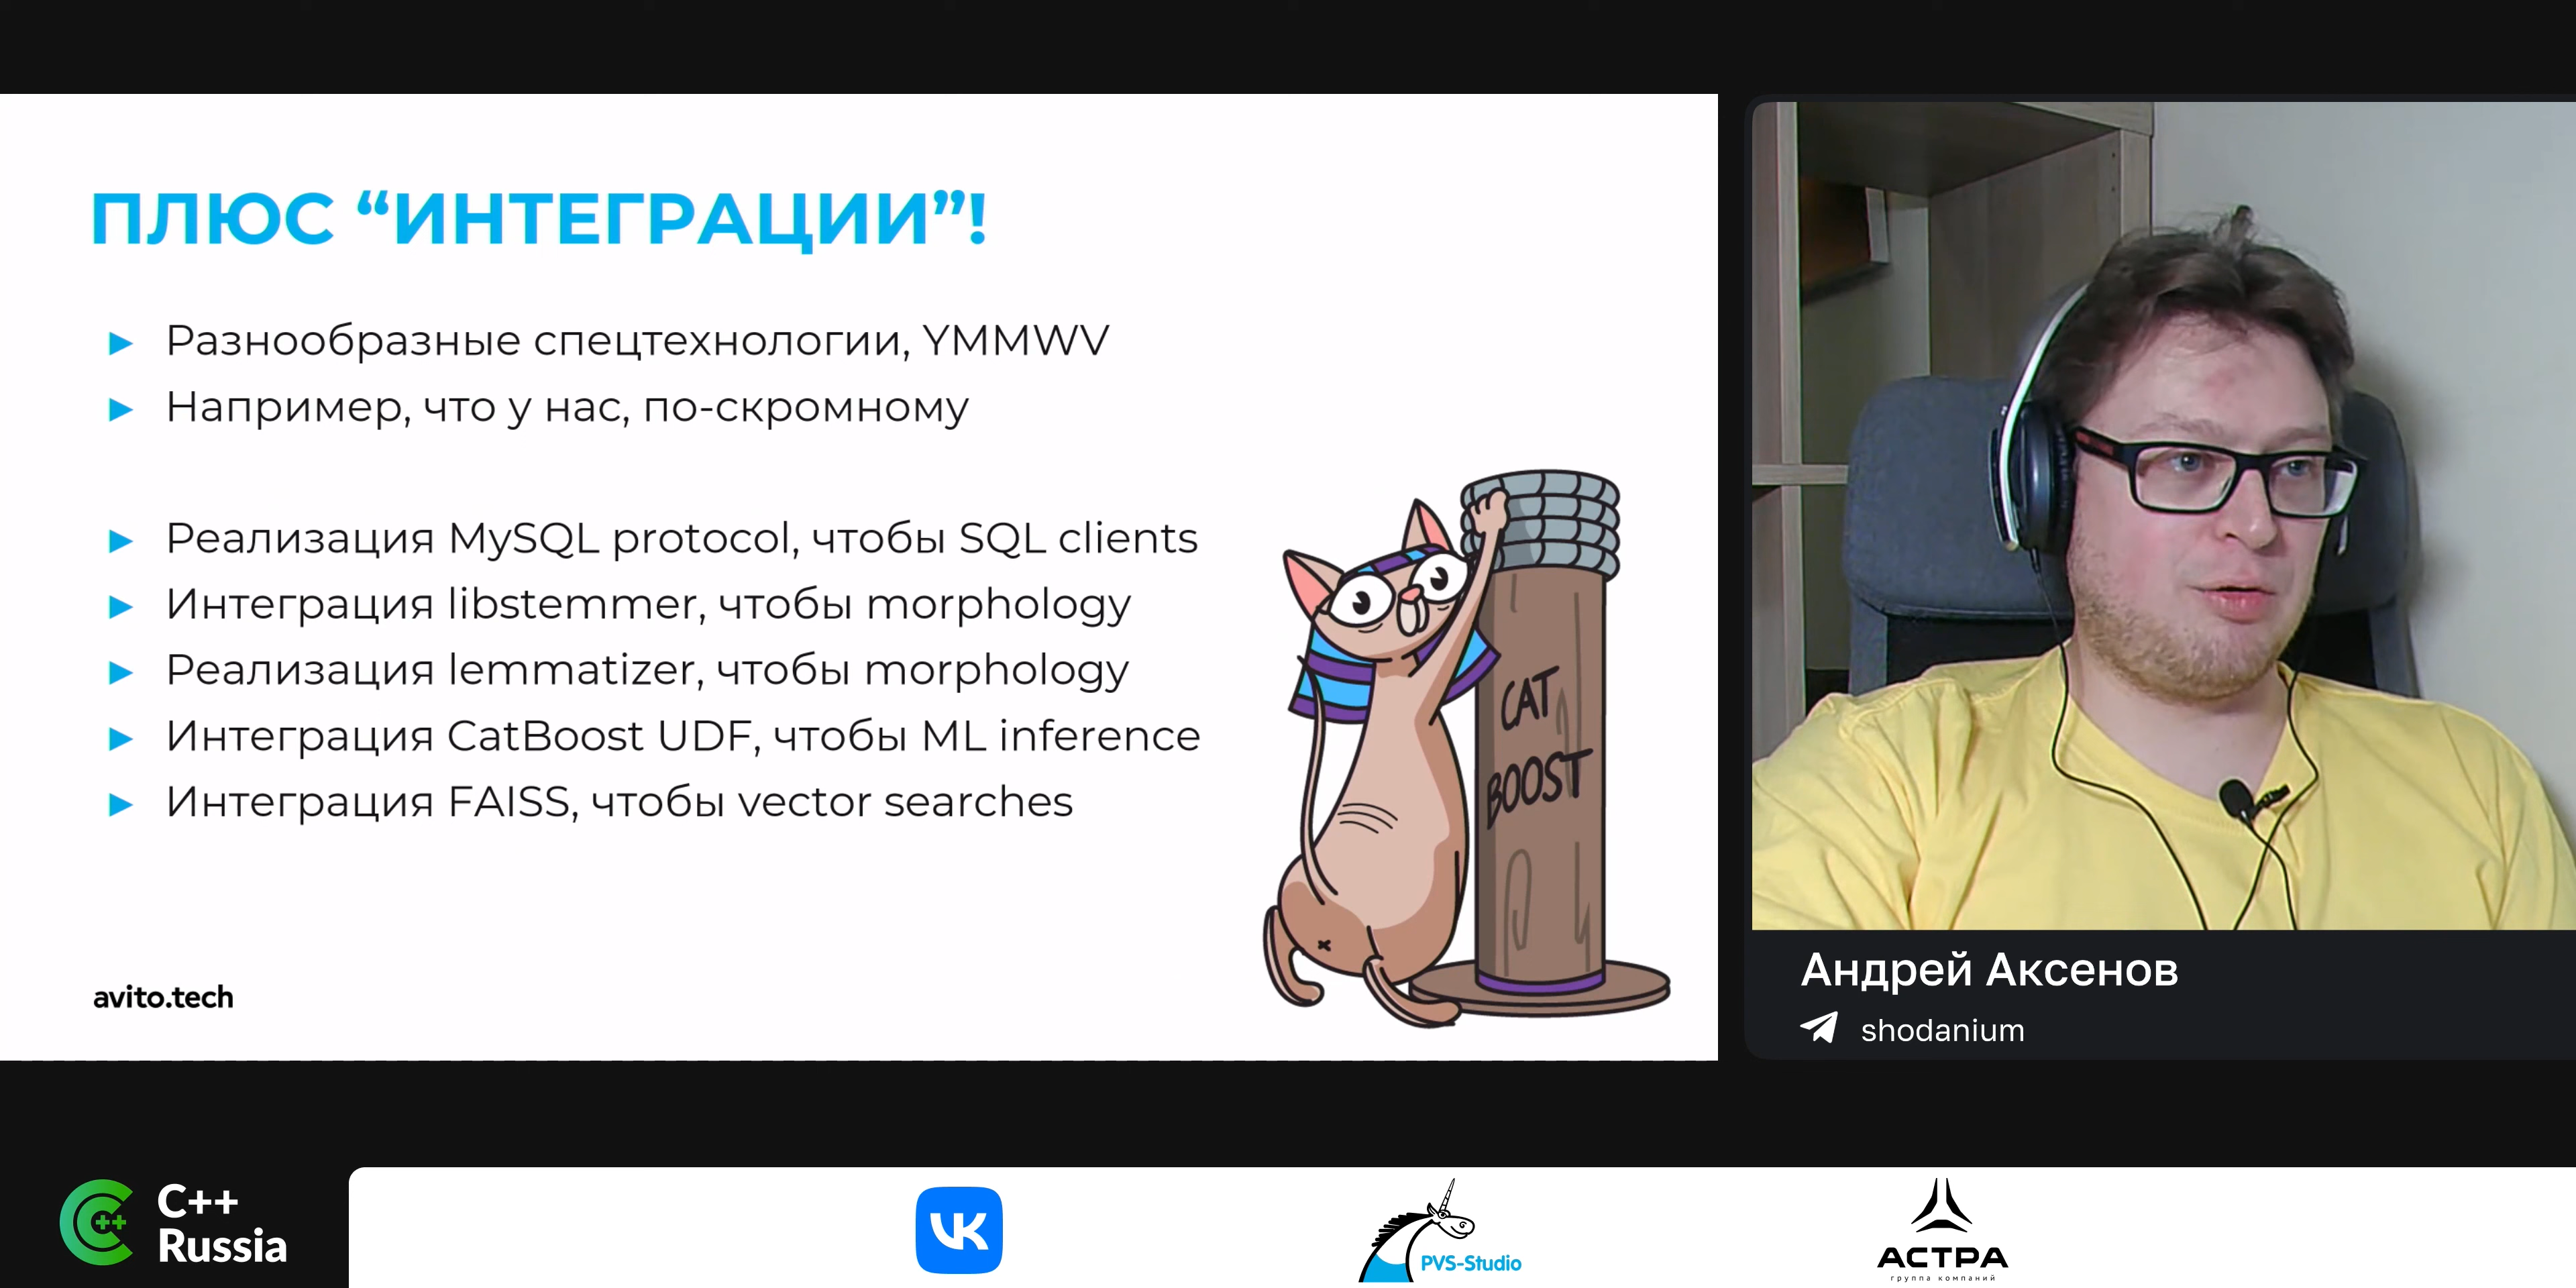 ПЛЮС “ИНТЕГРАЦИИ”!
Разнообразные спецтехнологии, YMMWV
Например, что у нас, по-скромному
Реализация MySQL protocol, чтобы SQL clients
Интеграция libstemmer, чтобы morphology
Реализация lemmatizer, чтобы morphology
Интеграция CatBoost UDF, чтобы ML inference
Интеграция FAISS, чтобы vector searches
CAT
BOOST
avito.tech
Андрей Аксенов
shodanium
C++
Russia
VK
PVS-Studio
АСТРА
группа компаний